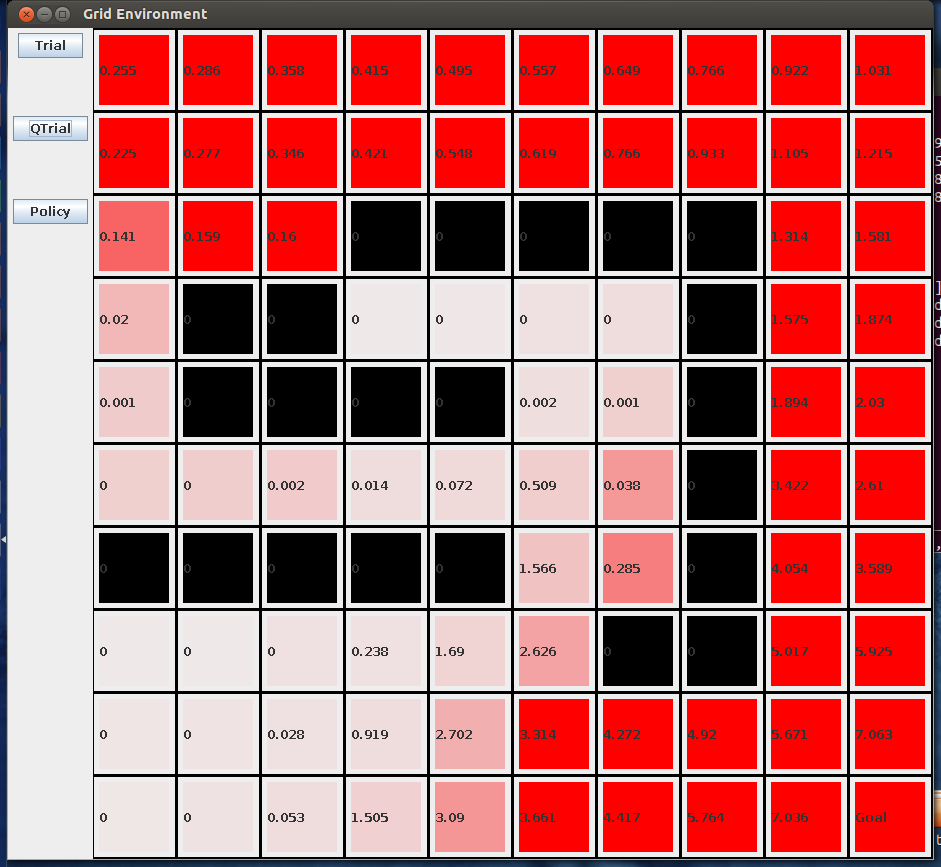 Grid Environment
Trial
0.255 0.286 0.358 0.415 0.495 0.557 0.649 0.766 0.922 1.031
QTrial
0.225 0.277 0.346 0.421 0.548 0.619 0.766 0.933 1.105 1.215
Policy
0.141 0.159 0.16 0 0 0 0 0 1.314 1.581
0.02 0 0 0 0 0 0 0 1.575 1.874
0.001 0 0 0 0 0.002 0.001 0 1.894 2.03
0 0 0.002 0.014 0.072 0.509 0.038 0 3.422 2.61
0 0 0 0 0 1.566 0.285 0 4.054 3.589
0 0 0 0.238 1.69 2.626 0 0 5.017 5.925
0 0 0.028 0.919 2.702 3.314 4.272 4.92 5.671 7.063
0 0 0.053 1.505 3.09 3.661 4.417 5.764 7.036 Goal